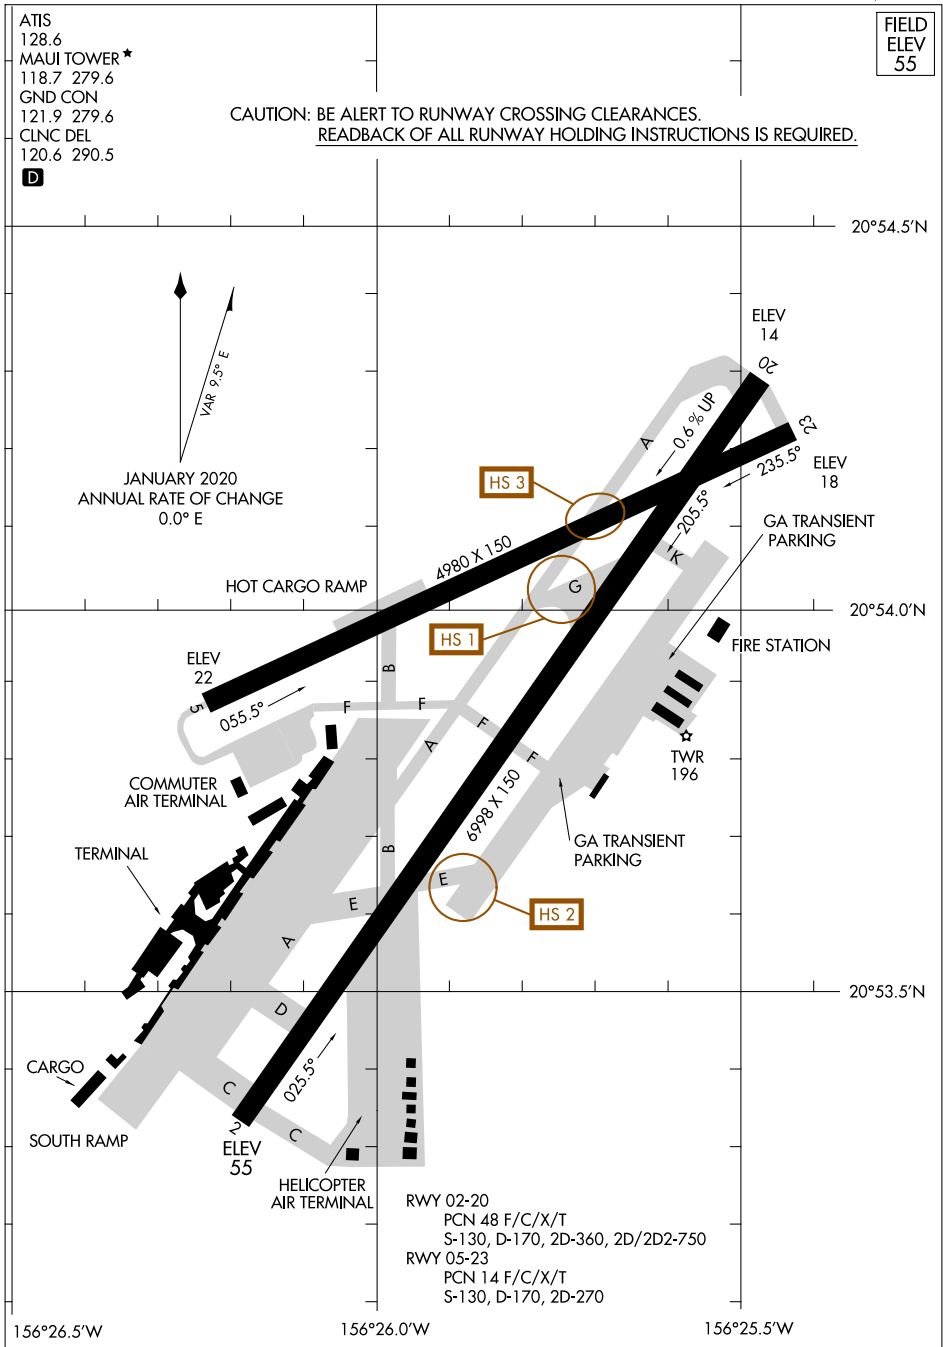 ATIS
128.6
MAUI TOWER★
118.7 279.6
GND CON
121.9 279.6
CLNC DEL
120.6 290.5
D
FIELD
ELEV
55
CAUTION: BE ALERT TO RUNWAY CROSSING CLEARANCES.
READBACK OF ALL RUNWAY HOLDING INSTRUCTIONS IS REQUIRED.
20°54.5'N
VAR 9.5° E
JANUARY 2020
ANNUAL RATE OF CHANGE
0.0° E
ELEV
14
20
A
0.6 % UP
23
235.5°
ELEV
18
HS 3
205.5°
GA TRANSIENT
PARKING
4980 X 150
K
HOT CARGO RAMP
G
20°54.0'N
HS 1
FIRE STATION
ELEV
22
B
5
055.5°
F
F
F
F
A
TWR
196
COMMUTER
AIR TERMINAL
6998 X 150
GA TRANSIENT
PARKING
TERMINAL
B
E
E
HS 2
A
20°53.5'N
D
CARGO
C
025.5°
2
C
SOUTH RAMP
ELEV
55
HELICOPTER
AIR TERMINAL
RWY 02-20
PCN 48 F/C/X/T
S-130, D-170, 2D-360, 2D/2D2-750
RWY 05-23
PCN 14 F/C/X/T
S-130, D-170, 2D-270
156°26.5'W
156°26.0'W
156°25.5'W